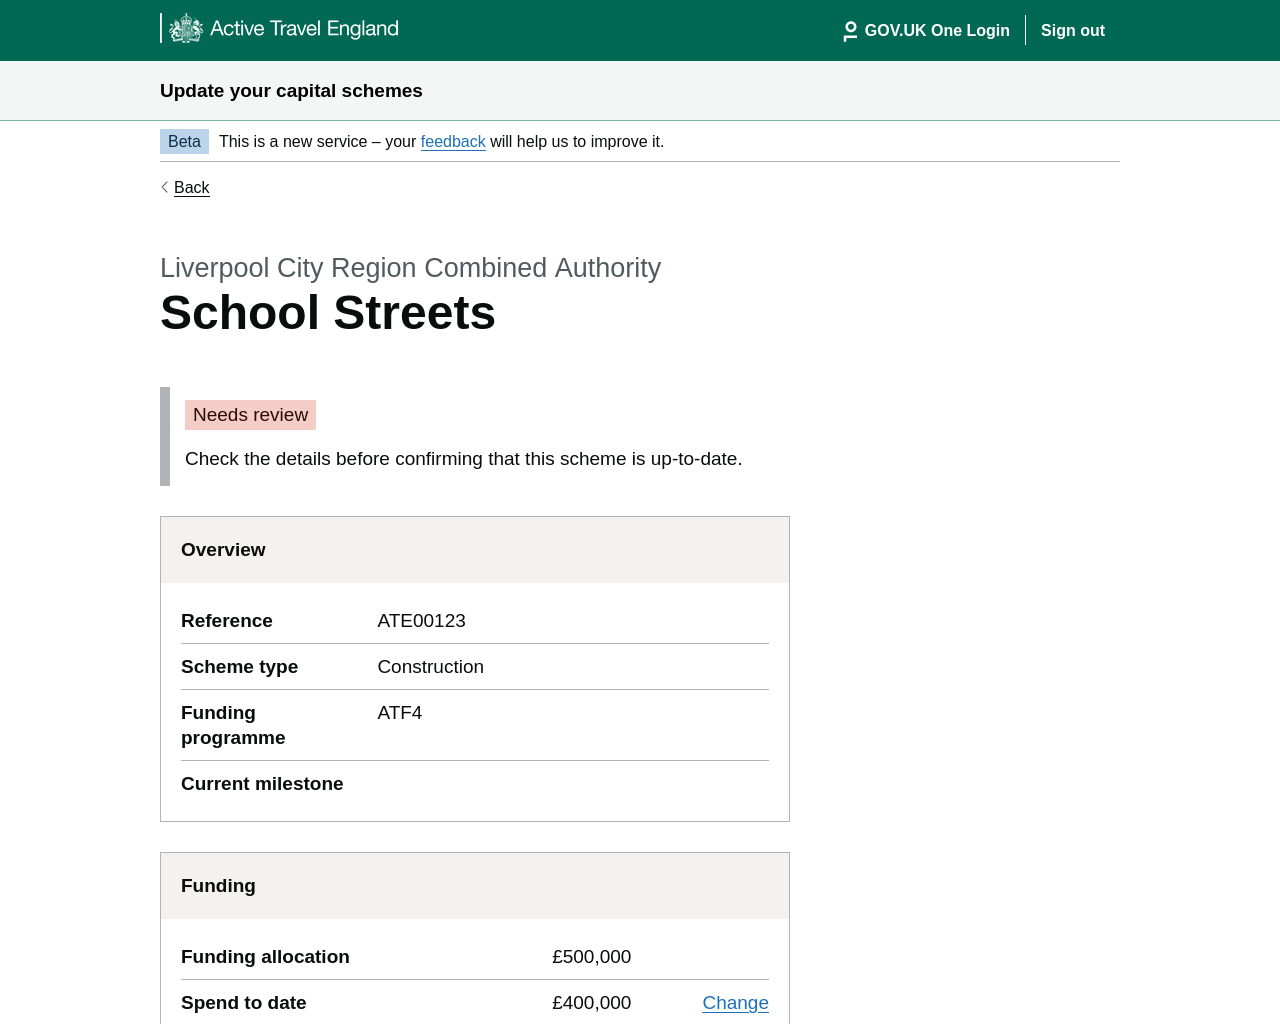 Active Travel England
GOV.UK One Login
Sign out
Update your capital schemes
Beta
This is a new service – your feedback will help us to improve it.
Back
Liverpool City Region Combined Authority
School Streets
Needs review
Check the details before confirming that this scheme is up-to-date.
Overview
Reference
ATE00123
Scheme type
Construction
Funding
programme
ATF4
Current milestone
Funding
Funding allocation
£500,000
Spend to date
£400,000
Change